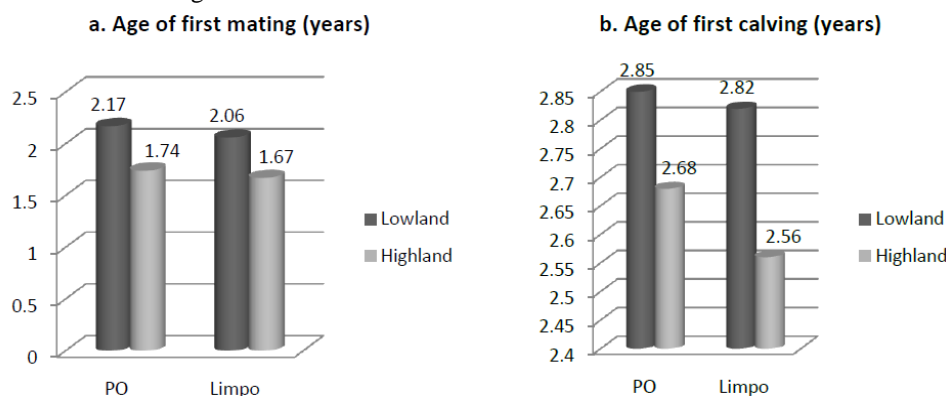 a. Age of first mating (years)
2.5
2
1.5
1
0.5
0
2.17
1.74
2.06
1.67
PO
Limpo
Lowland
Highland
b. Age of first calving (years)
2.85
2.8
2.75
2.7
2.65
2.6
2.55
2.5
2.45
2.4
2.85
2.68
2.82
2.56
PO
Limpo
Lowland
Highland